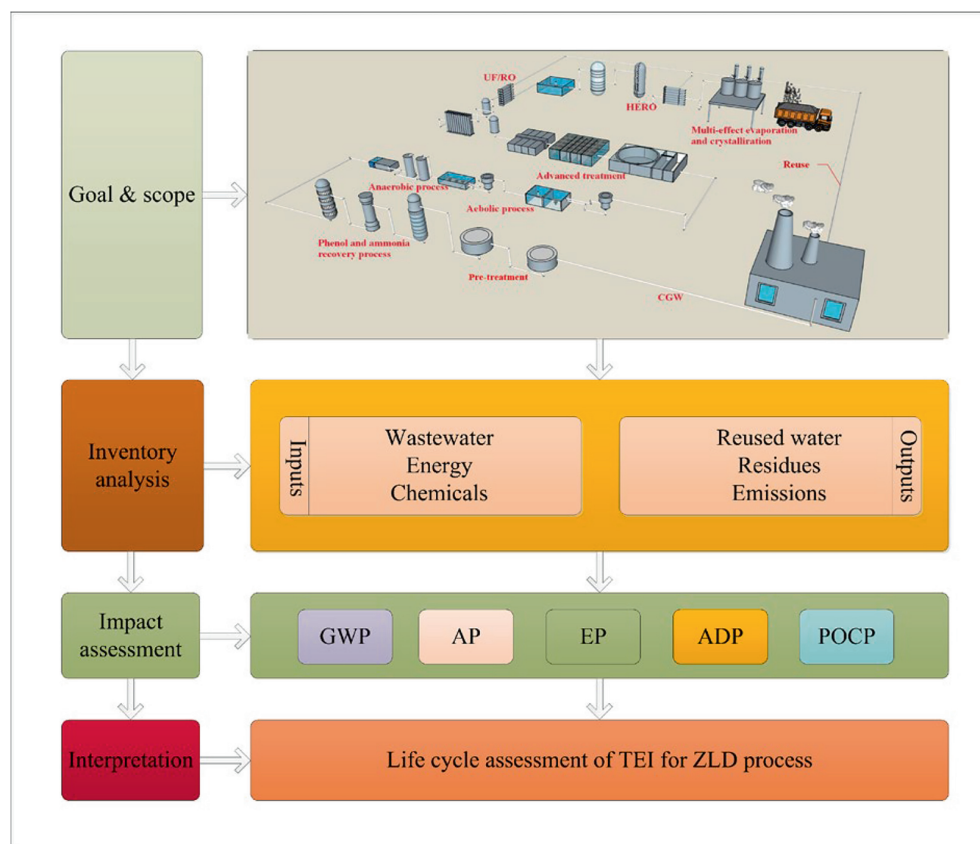 Goal & scope
UF/RO
HERO
Multi-effect evaporation
and crystalliration
Reuse
Advanced treatment
Anaerobic process
Aebolic process
Phenol and ammonia
recovery process
Pre-treatment
CGW
Inventory
analysis
Inputs
Wastewater
Energy
Chemicals
Reused water
Residues
Emissions
Outputs
Impact
assessment
GWP
AP
EP
ADP
POCP
Interpretation
Life cycle assessment of TEI for ZLD process